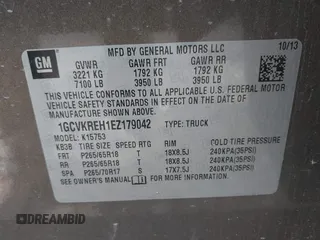 GM
MFD BY GENERAL MOTORS LLC
10/13
GVWR GAWR FRT GAWR RR
3221 KG 1792 KG 1792 KG
7100 LB 3950 LB 3950 LB
THIS VEHICLE CONFORMS TO ALL APPLICABLE U.S. FEDERAL MOTOR
VEHICLE SAFETY STANDARDS IN EFFECT ON THE DATE OF
MANUFACTURE SHOWN ABOVE.
1GCVKREH1EZ179042 TYPE: TRUCK
K15753
KB3B TIRE SIZE SPEED RTG RIM COLD TIRE PRESSURE
FRT P265/65R18 T 18X8.5J 240KPA(35PSI)
RR P265/65R18 T 18X8.5J 240KPA(35PSI)
SPA P265/70R17 S 17X7.5J 240KPA(35PSI)
SEE OWNER'S MANUAL FOR MORE INFORMATION.
DREAMBID